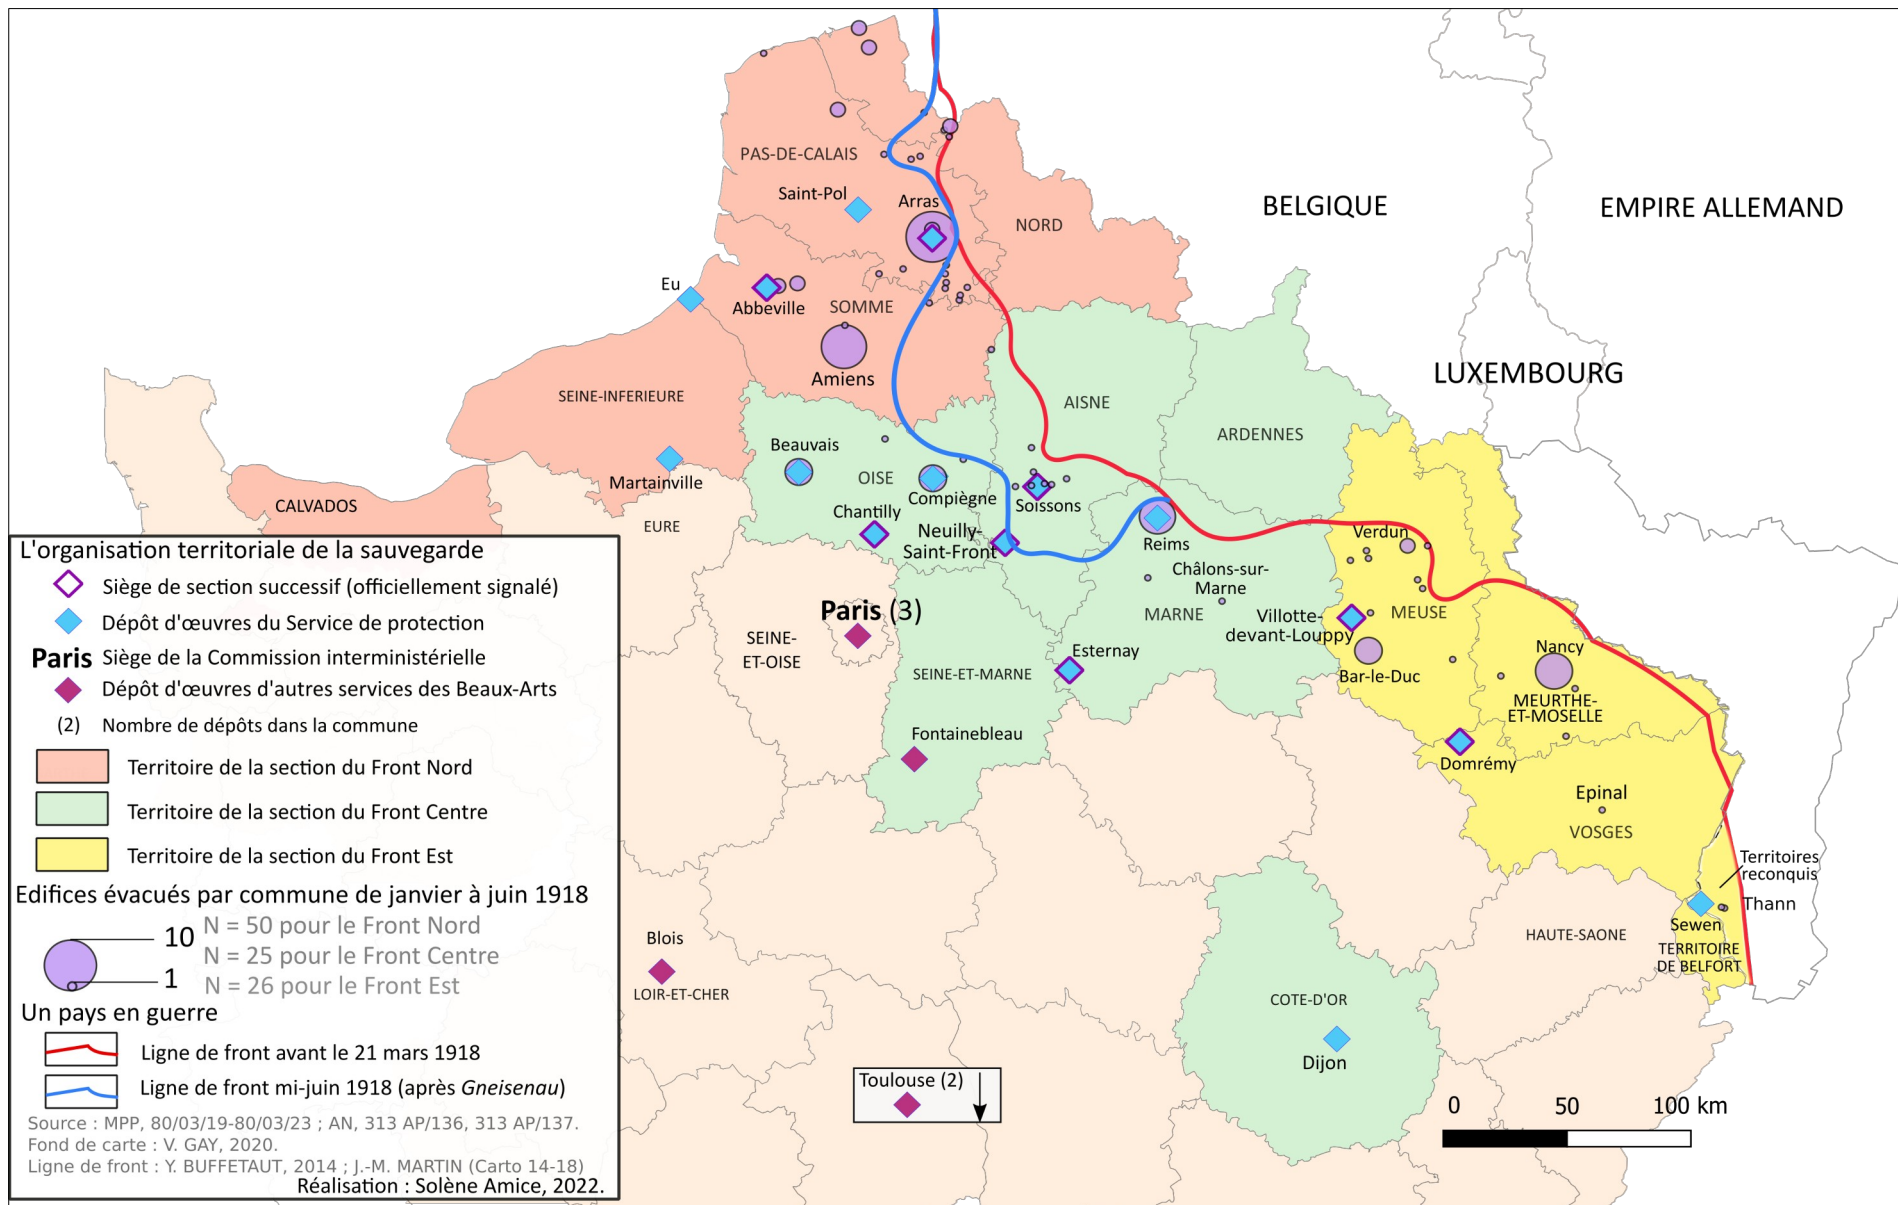 PAS-DE-CALAIS
Saint-Pol
Arras
NORD
BELGIQUE
EMPIRE ALLEMAND
Eu
Abbeville
SOMME
Amiens
LUXEMBOURG
SEINE-INFERIEURE
AISNE
ARDENNES
Beauvais
OISE
Compiègne
Martainville
CALVADOS
EURE
Chantilly
Neuilly-
Saint-Front
Soissons
Reims
Verdun
Châlons-sur-
Marne
MARNE
Villotte-
devant-Louppy
MEUSE
Bar-le-Duc
Nancy
MEURTHE-
ET-MOSELLE
Paris (3)
SEINE-
ET-OISE
SEINE-ET-MARNE
Esternay
Fontainebleau
Domrémy
Epinal
VOSGES
Territoires
reconquis
Thann
Sewen
TERRITOIRE
DE BELFORT
HAUTE-SAONE
Blois
LOIR-ET-CHER
COTE-D'OR
Dijon
Toulouse (2)
0 50 100 km
L'organisation territoriale de la sauvegarde
Siège de section successif (officiellement signalé)
Dépôt d'œuvres du Service de protection
Paris Siège de la Commission interministérielle
Dépôt d'œuvres d'autres services des Beaux-Arts
(2) Nombre de dépôts dans la commune
Territoire de la section du Front Nord
Territoire de la section du Front Centre
Territoire de la section du Front Est
Edifices évacués par commune de janvier à juin 1918
10
1
N = 50 pour le Front Nord
N = 25 pour le Front Centre
N = 26 pour le Front Est
Un pays en guerre
Ligne de front avant le 21 mars 1918
Ligne de front mi-juin 1918 (après Gneisenau)
Source : MPP, 80/03/19-80/03/23 ; AN, 313 AP/136, 313 AP/137.
Fond de carte : V. GAY, 2020.
Ligne de front : Y. BUFFETAUT, 2014 ; J.-M. MARTIN (Carto 14-18)
Réalisation : Solène Amice, 2022.